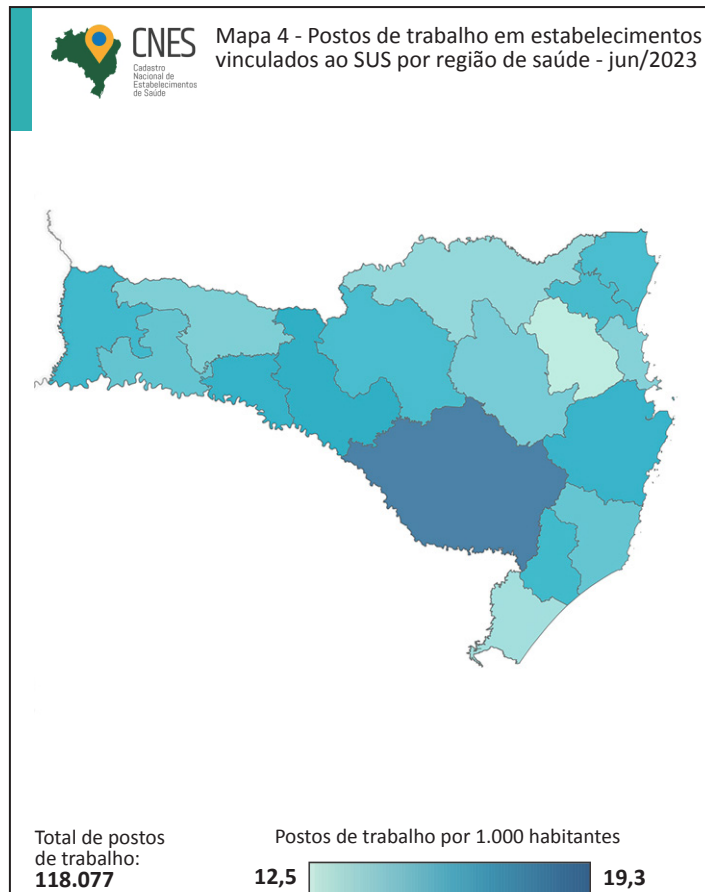 CNES
Cadastro
Nacional de
Estabelecimentos
de Saúde
Mapa 4 - Postos de trabalho em estabelecimentos
vinculados ao SUS por região de saúde - jun/2023
Total de postos
de trabalho:
118.077
Postos de trabalho por 1.000 habitantes
12,5
19,3